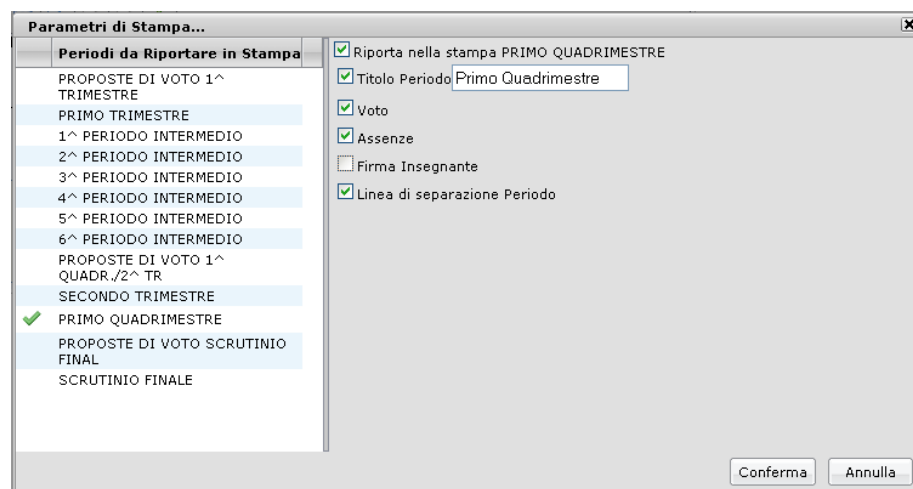 Parametri di Stampa...
Periodi da Riportare in Stampa
PROPOSTE DI VOTO 1^
TRIMESTRE
PRIMO TRIMESTRE
1^ PERIODO INTERMEDIO
2^ PERIODO INTERMEDIO
3^ PERIODO INTERMEDIO
4^ PERIODO INTERMEDIO
5^ PERIODO INTERMEDIO
6^ PERIODO INTERMEDIO
PROPOSTE DI VOTO 1^
QUADR./2^ TR
SECONDO TRIMESTRE
PRIMO QUADRIMESTRE
PROPOSTE DI VOTO SCRUTINIO
FINAL
SCRUTINIO FINALE
Riporta nella stampa PRIMO QUADRIMESTRE
Titolo Periodo Primo Quadrimestre
Voto
Assenze
Firma Insegnante
Linea di separazione Periodo
Conferma Annulla